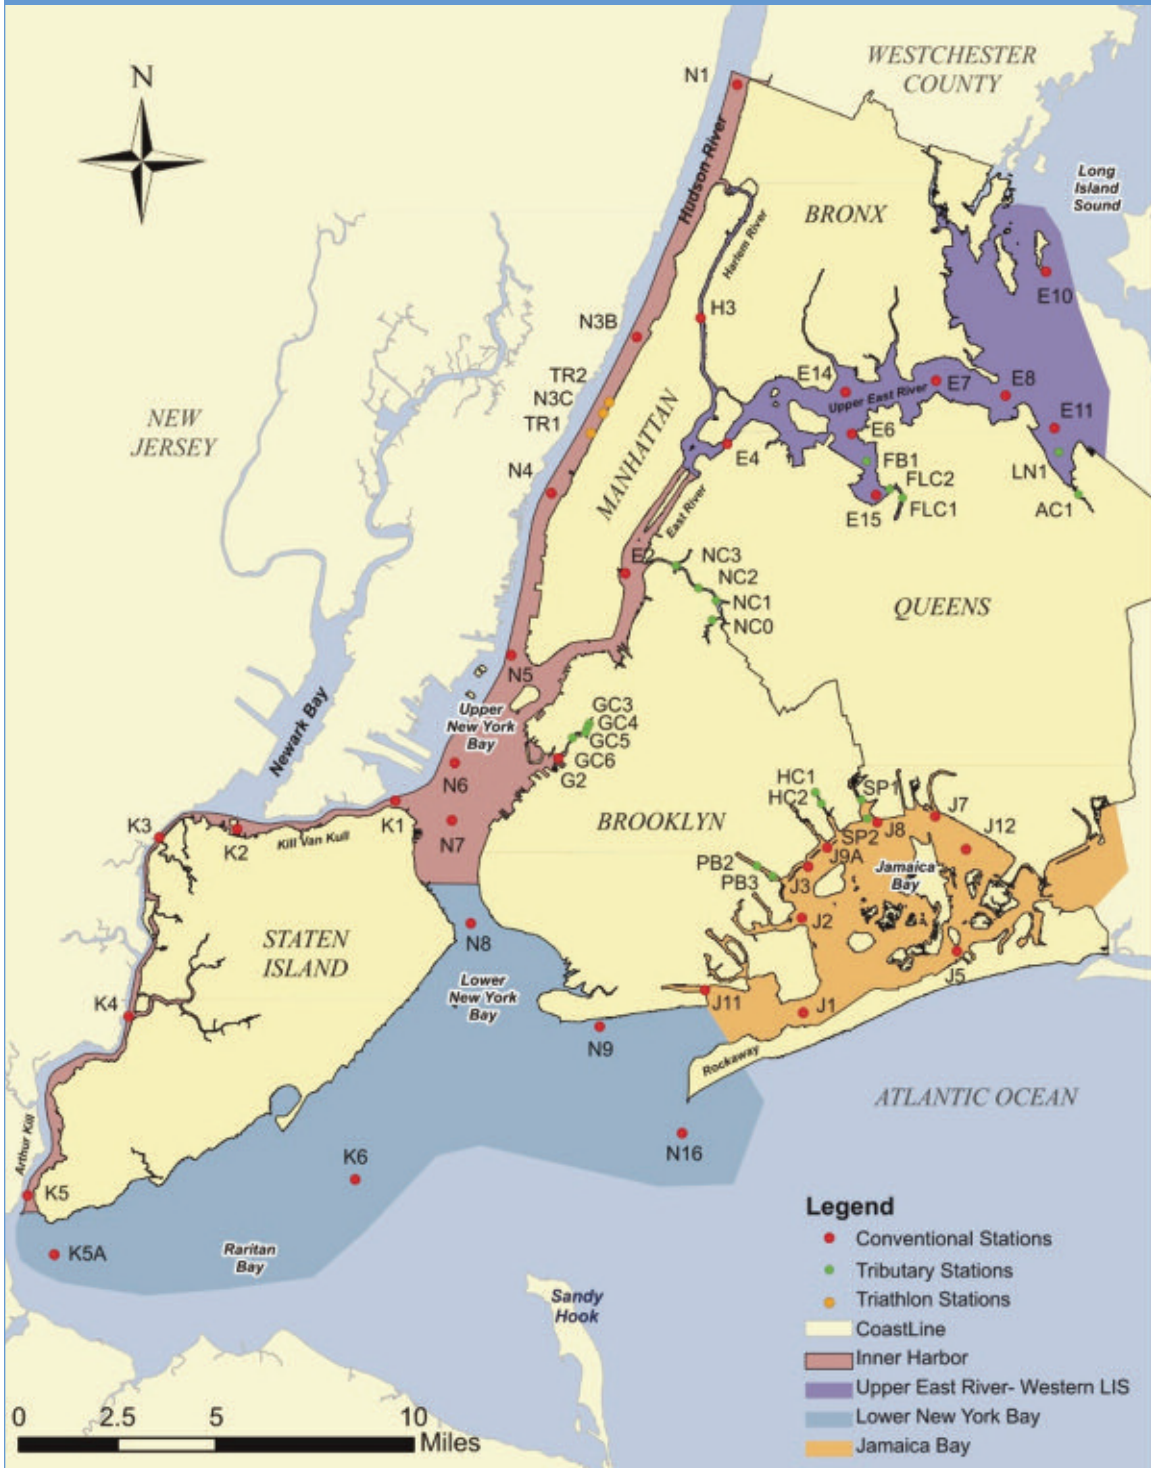 WESTCHESTER
COUNTY
N
N1
Long
Island
Sound
Hudson River
BRONX
Harlem River
E10
H3
N3B
E14
E7
E8
TR2
N3C
TR1
Upper East River
NEW
JERSEY
MANHATTAN
E6
E11
E4
FB1
LN1
N4
FLC2
FLC1
E15
AC1
East River
E2
NC3
NC2
NC1
NC0
QUEENS
N5
Upper
New York
Bay
GC3
GC4
GC5
GC6
G2
Newark Bay
N6
HC1
HC2
SP1
J7
K3
K2
Kill Van Kull
K1
N7
BROOKLYN
SP2
J8
J12
J9A
PB2
PB3
J3
Jamaica
Bay
J2
STATEN
ISLAND
N8
Lower
New York
Bay
J5
K4
J11
J1
N9
Rockaway
ATLANTIC OCEAN
Arthur Kill
K6
N16
K5
K5A
Raritan
Bay
Sandy
Hook
Legend
Conventional Stations
Tributary Stations
Triathlon Stations
CoastLine
Inner Harbor
Upper East River- Western LIS
Lower New York Bay
Jamaica Bay
0 2.5 5 10
Miles